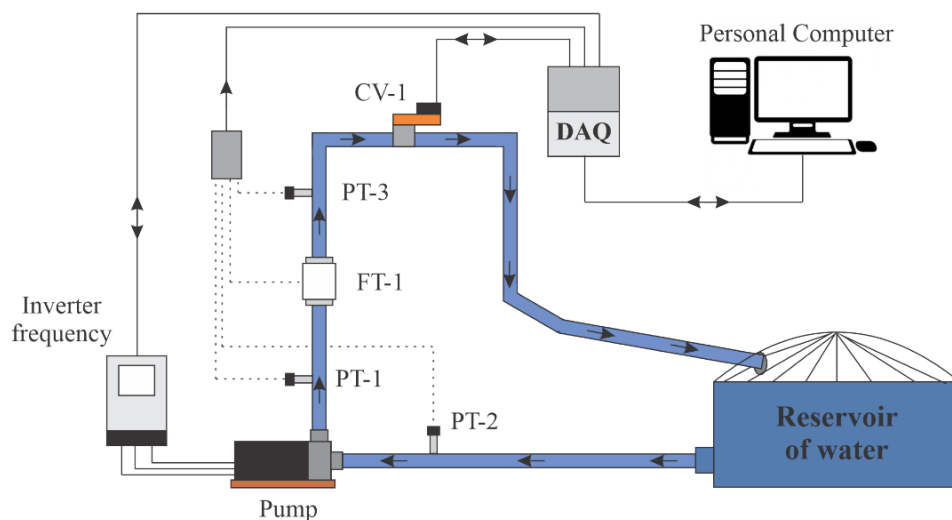 Personal Computer
CV-1
DAQ
PT-3
FT-1
Inverter
frequency
PT-1
PT-2
Reservoir
of water
Pump